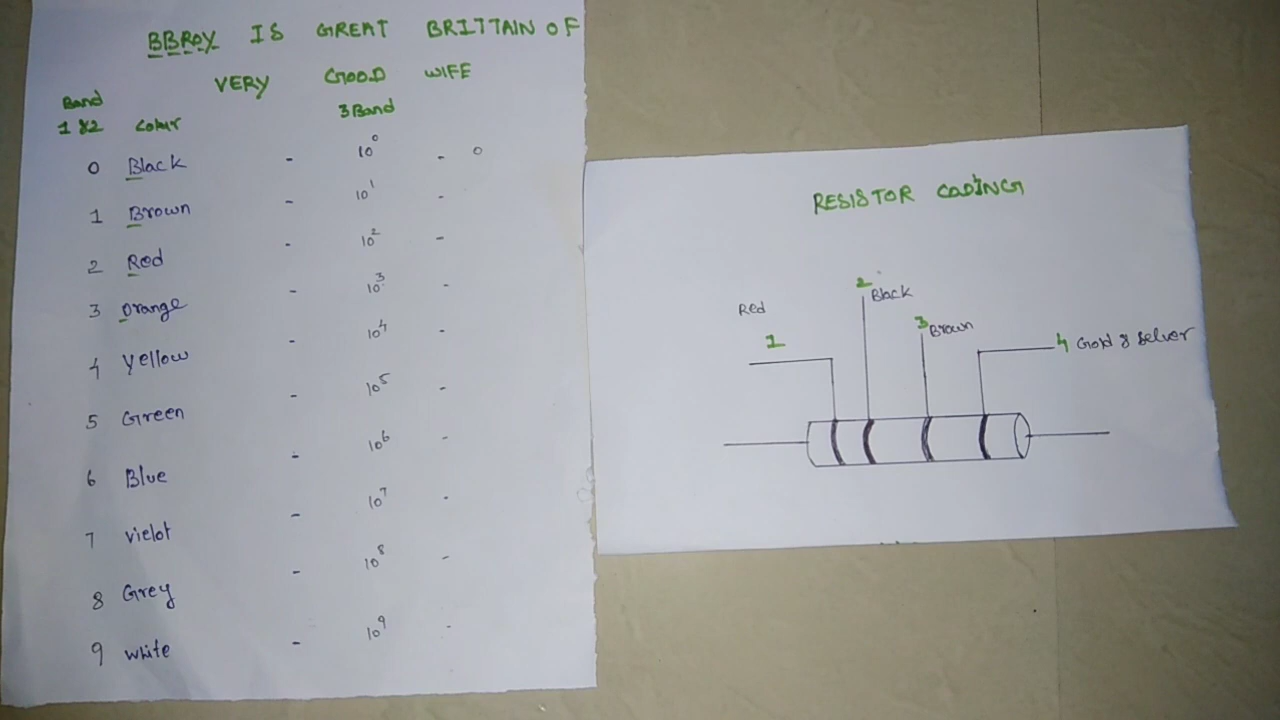 BBROY IS GREAT BRITTAIN OF
VERY GOOD WIFE
Band
1 &2 Colour 3 Band
0 Black - 10⁰ - 0
1 Brown - 10¹ -
2 Red - 10² -
3 Orange - 10³ -
4 Yellow - 10⁴ -
5 Green - 10⁵ -
6 Blue - 10⁶ -
7 Vielot - 10⁷ -
8 Grey - 10⁸ -
9 White - 10⁹ -
RESISTOR CODING
Red
1
2
Black
3 Brown
4 Gold & Selver